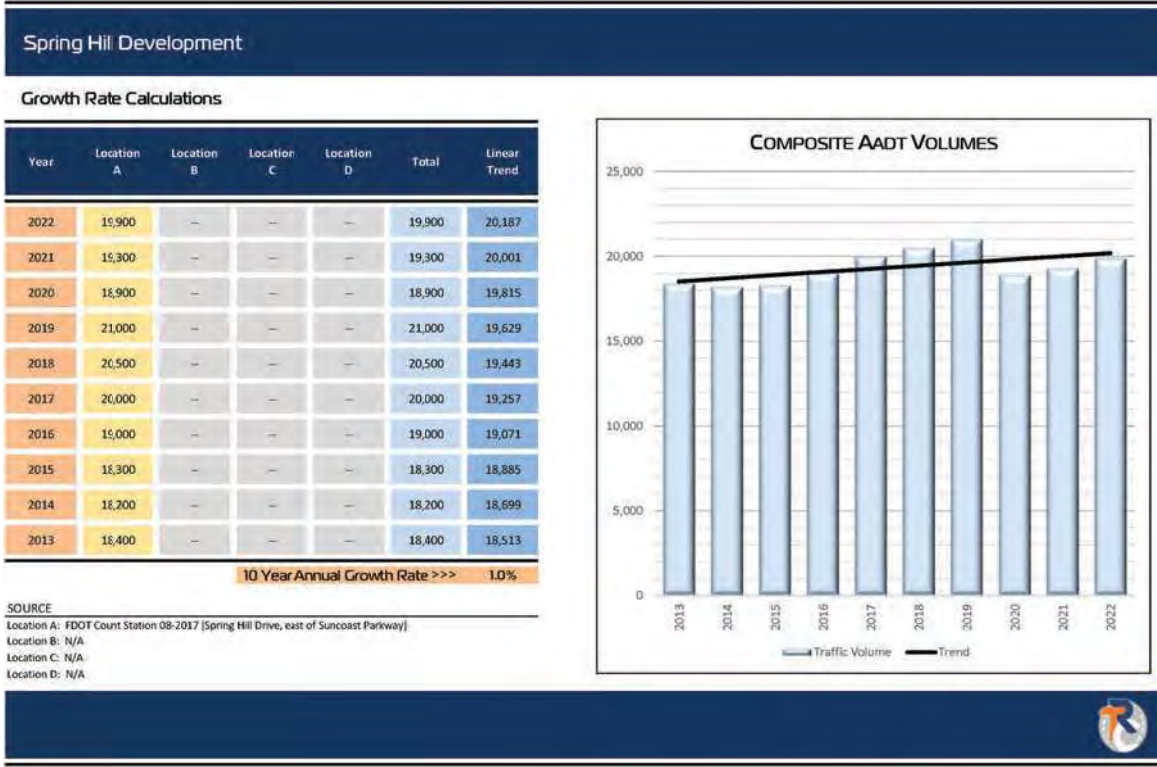 Spring Hill Development
Growth Rate Calculations
Year Location A Location B Location C Location D Total Linear Trend
2022 19,900 -- -- -- 19,900 20,187
2021 19,300 -- -- -- 19,300 20,001
2020 18,900 -- -- -- 18,900 19,815
2019 21,000 -- -- -- 21,000 19,629
2018 20,500 -- -- -- 20,500 19,443
2017 20,000 -- -- -- 20,000 19,257
2016 19,000 -- -- -- 19,000 19,071
2015 18,300 -- -- -- 18,300 18,885
2014 18,200 -- -- -- 18,200 18,699
2013 18,400 -- -- -- 18,400 18,513
10 Year Annual Growth Rate >>> 1.0%
SOURCE
Location A: FDOT Count Station 08-2017 [Spring Hill Drive, east of Suncoast Parkway]
Location B: N/A
Location C: N/A
Location D: N/A
COMPOSITE AADT VOLUMES
25,000
20,000
15,000
10,000
5,000
0
2013 2014 2015 2016 2017 2018 2019 2020 2021 2022
Traffic Volume Trend